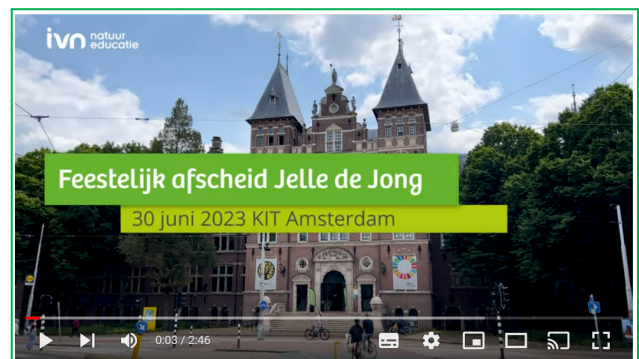 ivn natuur
educatie
Feestelijk afscheid Jelle de Jong
30 juni 2023 KIT Amsterdam
0:03 / 2:46